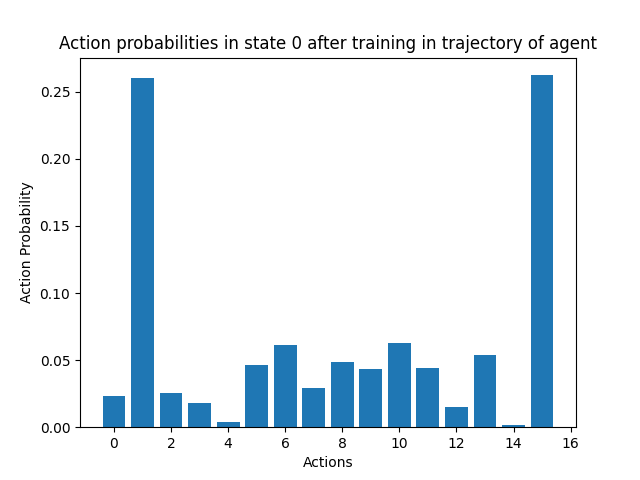 Action probabilities in state 0 after training in trajectory of agent
0.25
0.20
0.15
0.10
0.05
0.00
Action Probability
0 2 4 6 8 10 12 14 16
Actions